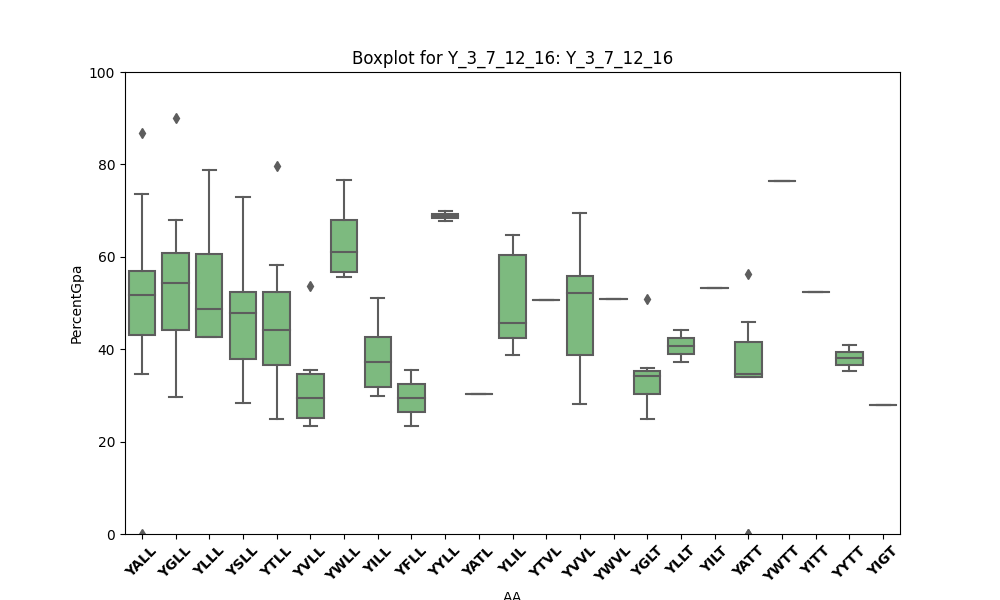 Boxplot for Y_3_7_12_16: Y_3_7_12_16
100
80
60
40
20
0
PercentGpa
YALL YGLL YLLL YSLL YTLL YVLL YWLL YILL YFLL YYLL YATL YLIL YTVL YVVL YWVL YGLT YLLT YILT YATT YWTT YITT YYTT YIGT
AA